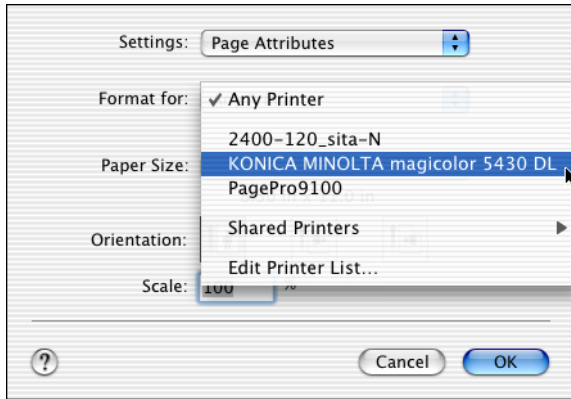 Settings: Page Attributes
Format for: ✓ Any Printer
2400-120_sita-N
KONICA MINOLTA magicolor 5430 DL
Paper Size:
PagePro9100
Shared Printers
Orientation:
Edit Printer List...
Scale: 100 %
? Cancel OK